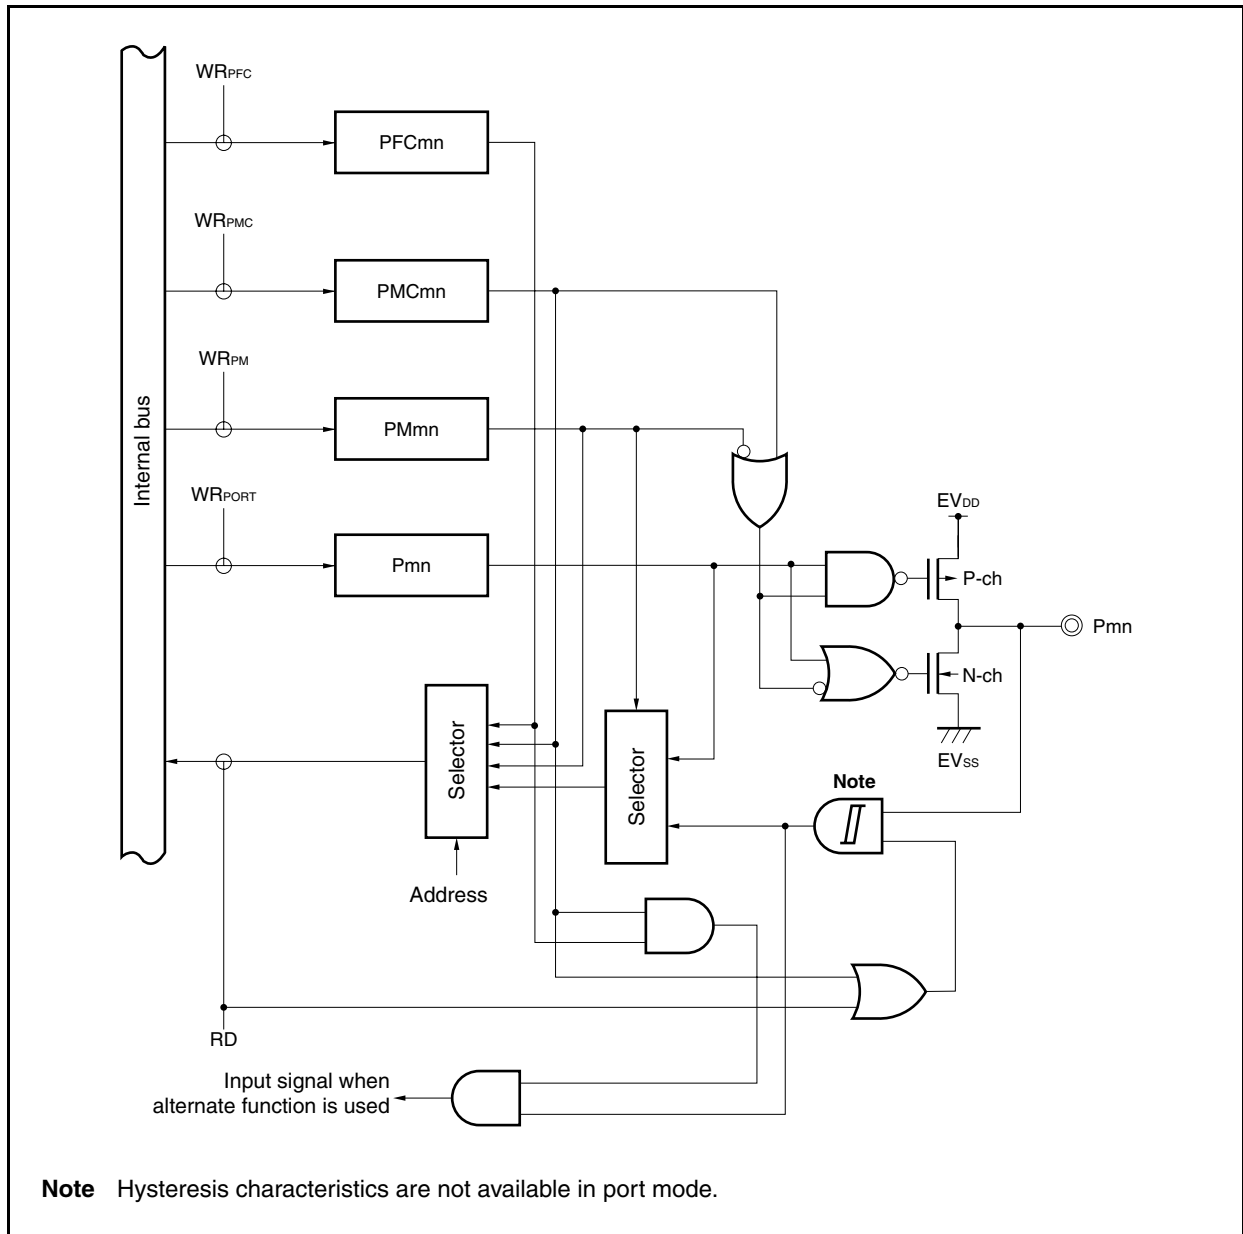 WRPFC
PFCmn
WRPMC
PMCmn
WRPM
PMmn
Internal bus
WRPORT
Pmn
EVDD
P-ch
Pmn
N-ch
EVSS
Selector
Selector
Note
Address
RD
Input signal when
alternate function is used
Note Hysteresis characteristics are not available in port mode.